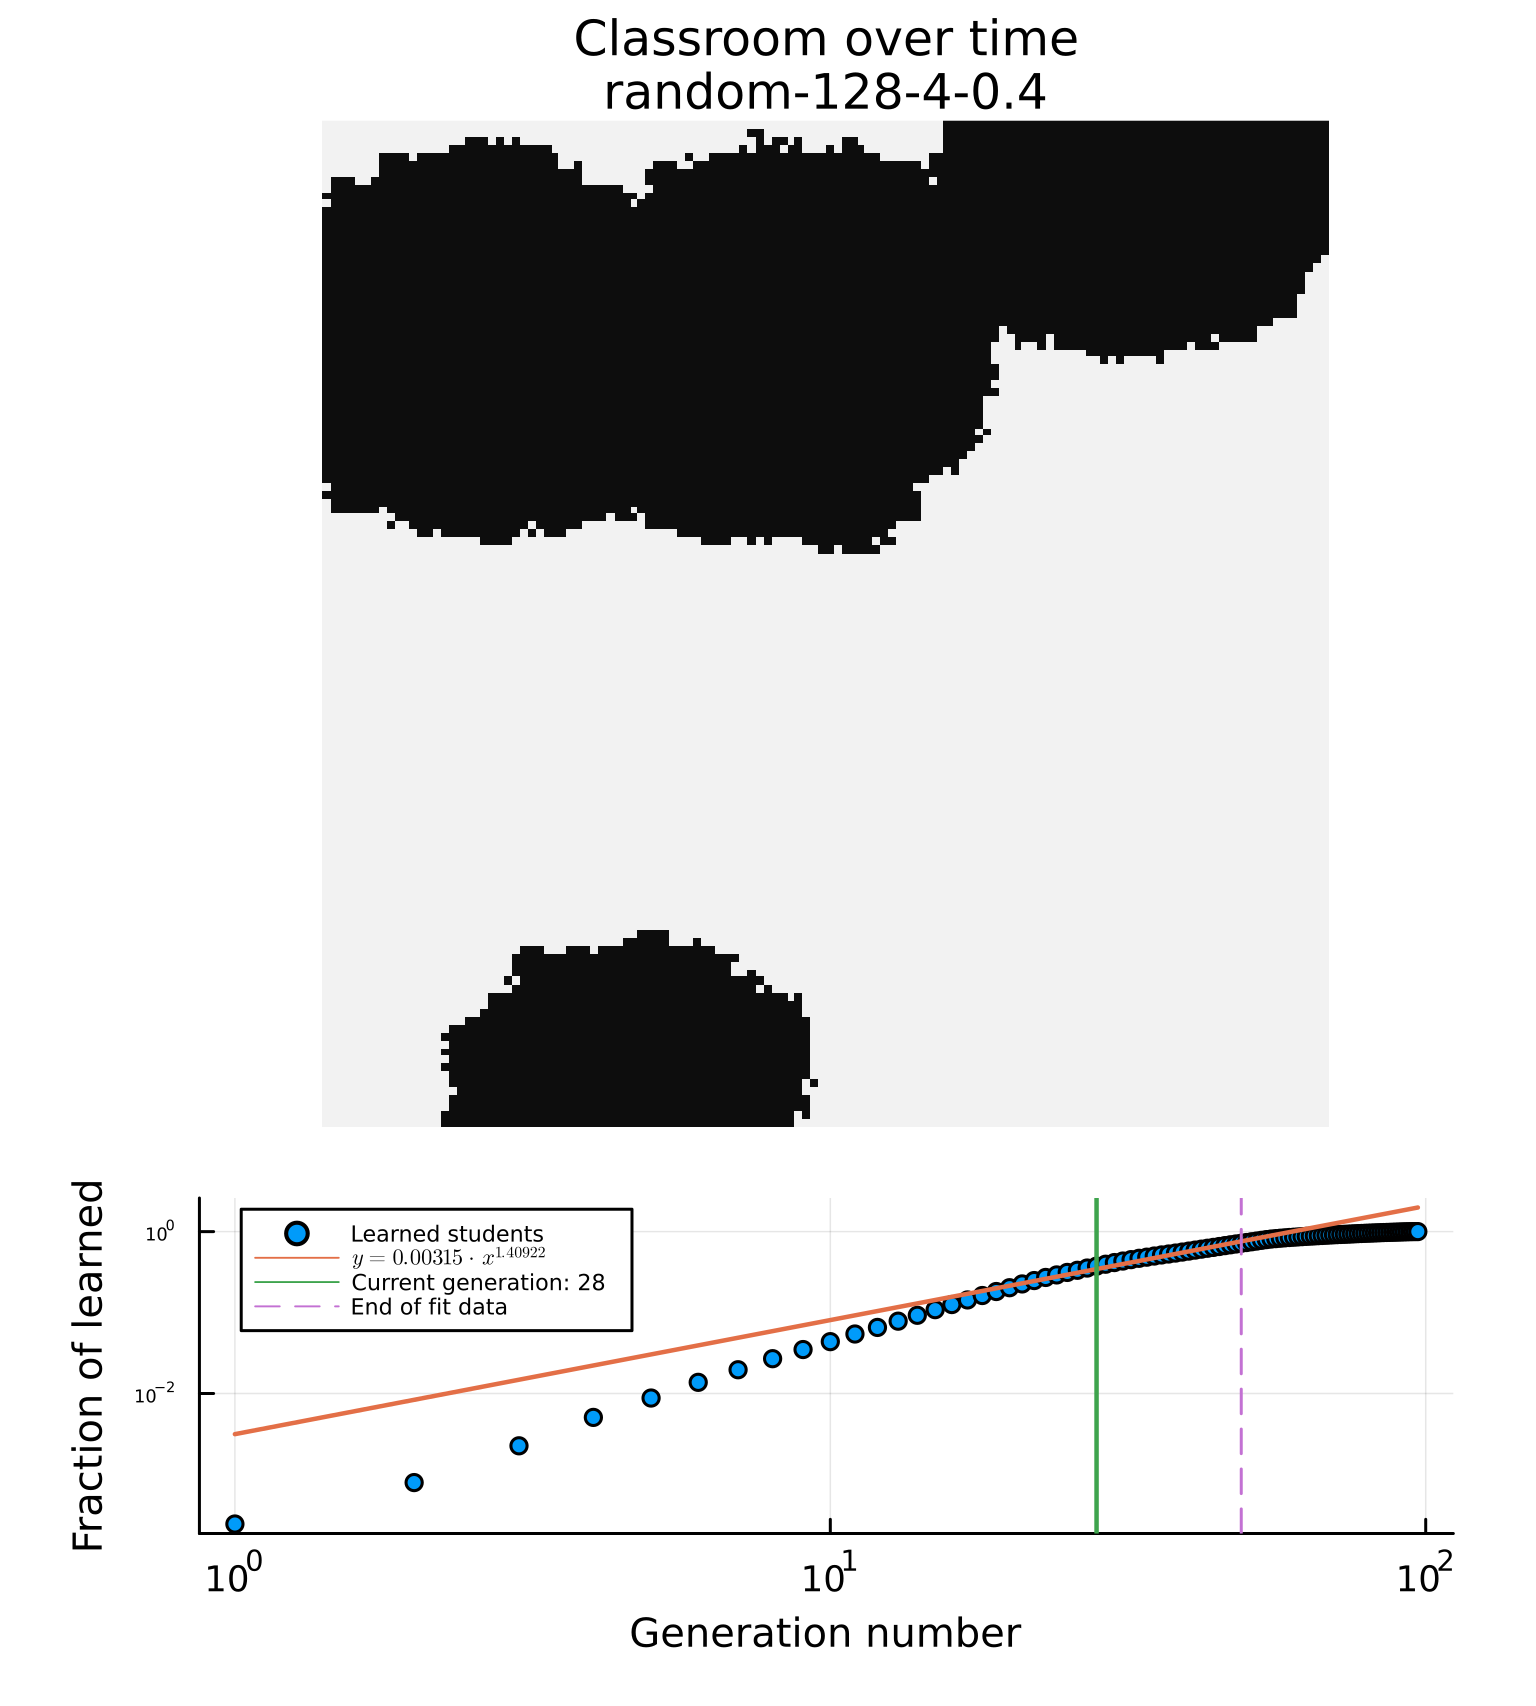 Classroom over time
random-128-4-0.4
Fraction of learned
10^0
10^-2
Learned students
y = 0.00315 · x^1.40922
Current generation: 28
End of fit data
10^0
10^1
10^2
Generation number